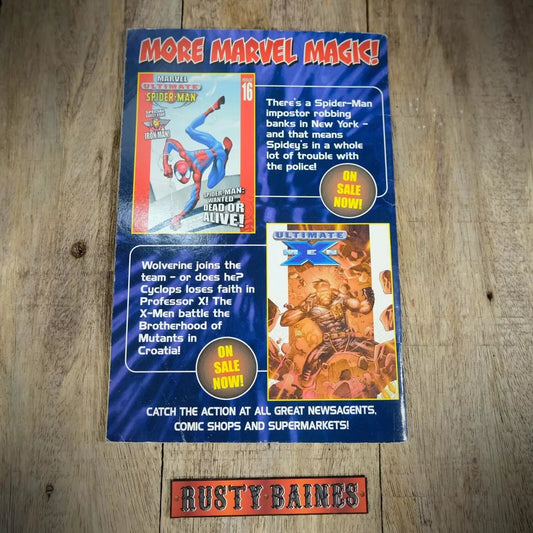 MORE MARVEL MAGIC!
MARVEL
ULTIMATE
SPIDER-MAN
16
IRON MAN!
SPIDER-MAN:
WANTED
DEAD OR
ALIVE!
There's a Spider-Man
impostor robbing
banks in New York -
and that means
Spidey's in a whole
lot of trouble with
the police!
ON
SALE
NOW!
Wolverine joins the
team - or does he?
Cyclops loses faith in
Professor X! The
X-Men battle the
Brotherhood of
Mutants in
Croatia!
ON
SALE
NOW!
ULTIMATE
X
MEN
CATCH THE ACTION AT ALL GREAT NEWSAGENTS,
COMIC SHOPS AND SUPERMARKETS!
RUSTY BAINES